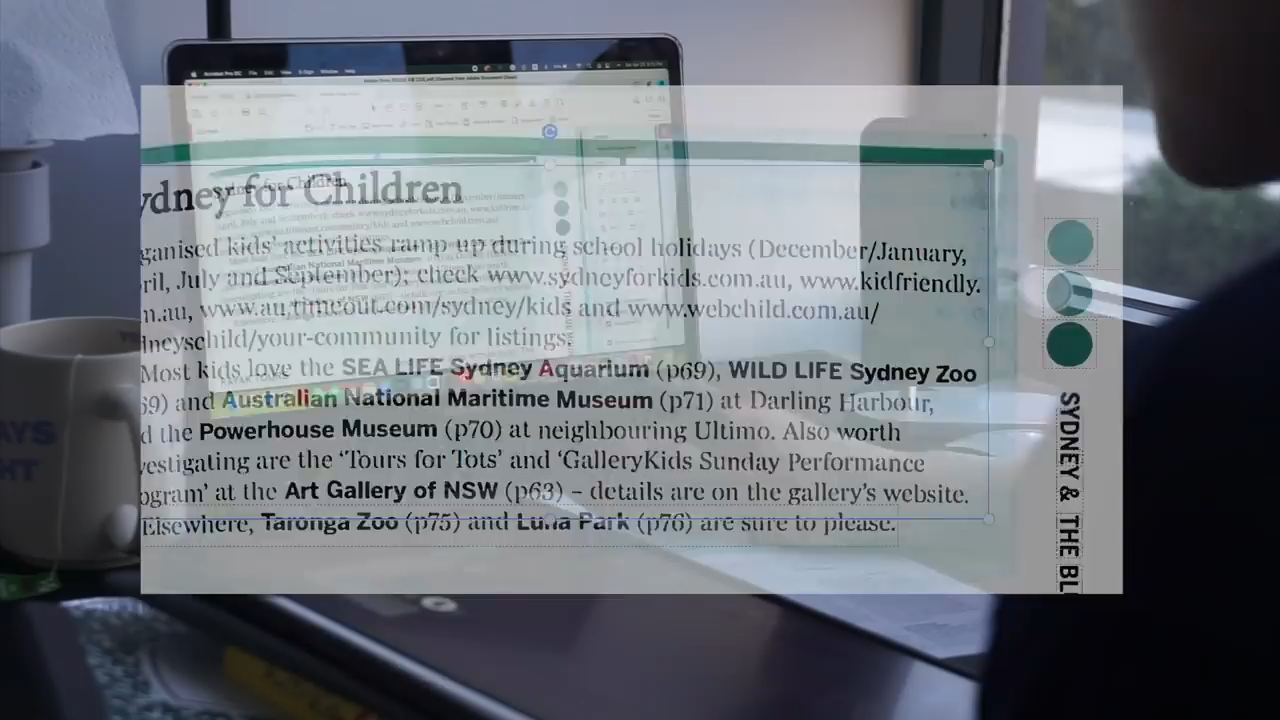 ydney for Children
ganised kids' activities ramp up during school holidays (December/January,
ril, July and September); check www.sydneyforkids.com.au, www.kidfriendly.
n.au, www.au.timeout.com/sydney/kids and www.webchild.com.au/
dneyschild/your-community for listings.
Most kids love the SEA LIFE Sydney Aquarium (p69), WILD LIFE Sydney Zoo
69) and Australian National Maritime Museum (p71) at Darling Harbour,
d the Powerhouse Museum (p70) at neighbouring Ultimo. Also worth
vestigating are the 'Tours for Tots' and 'GalleryKids Sunday Performance
ogram' at the Art Gallery of NSW (p63) – details are on the gallery's website.
Elsewhere, Taronga Zoo (p75) and Luna Park (p76) are sure to please.
SYDNEY & THE BL
AYS
HT